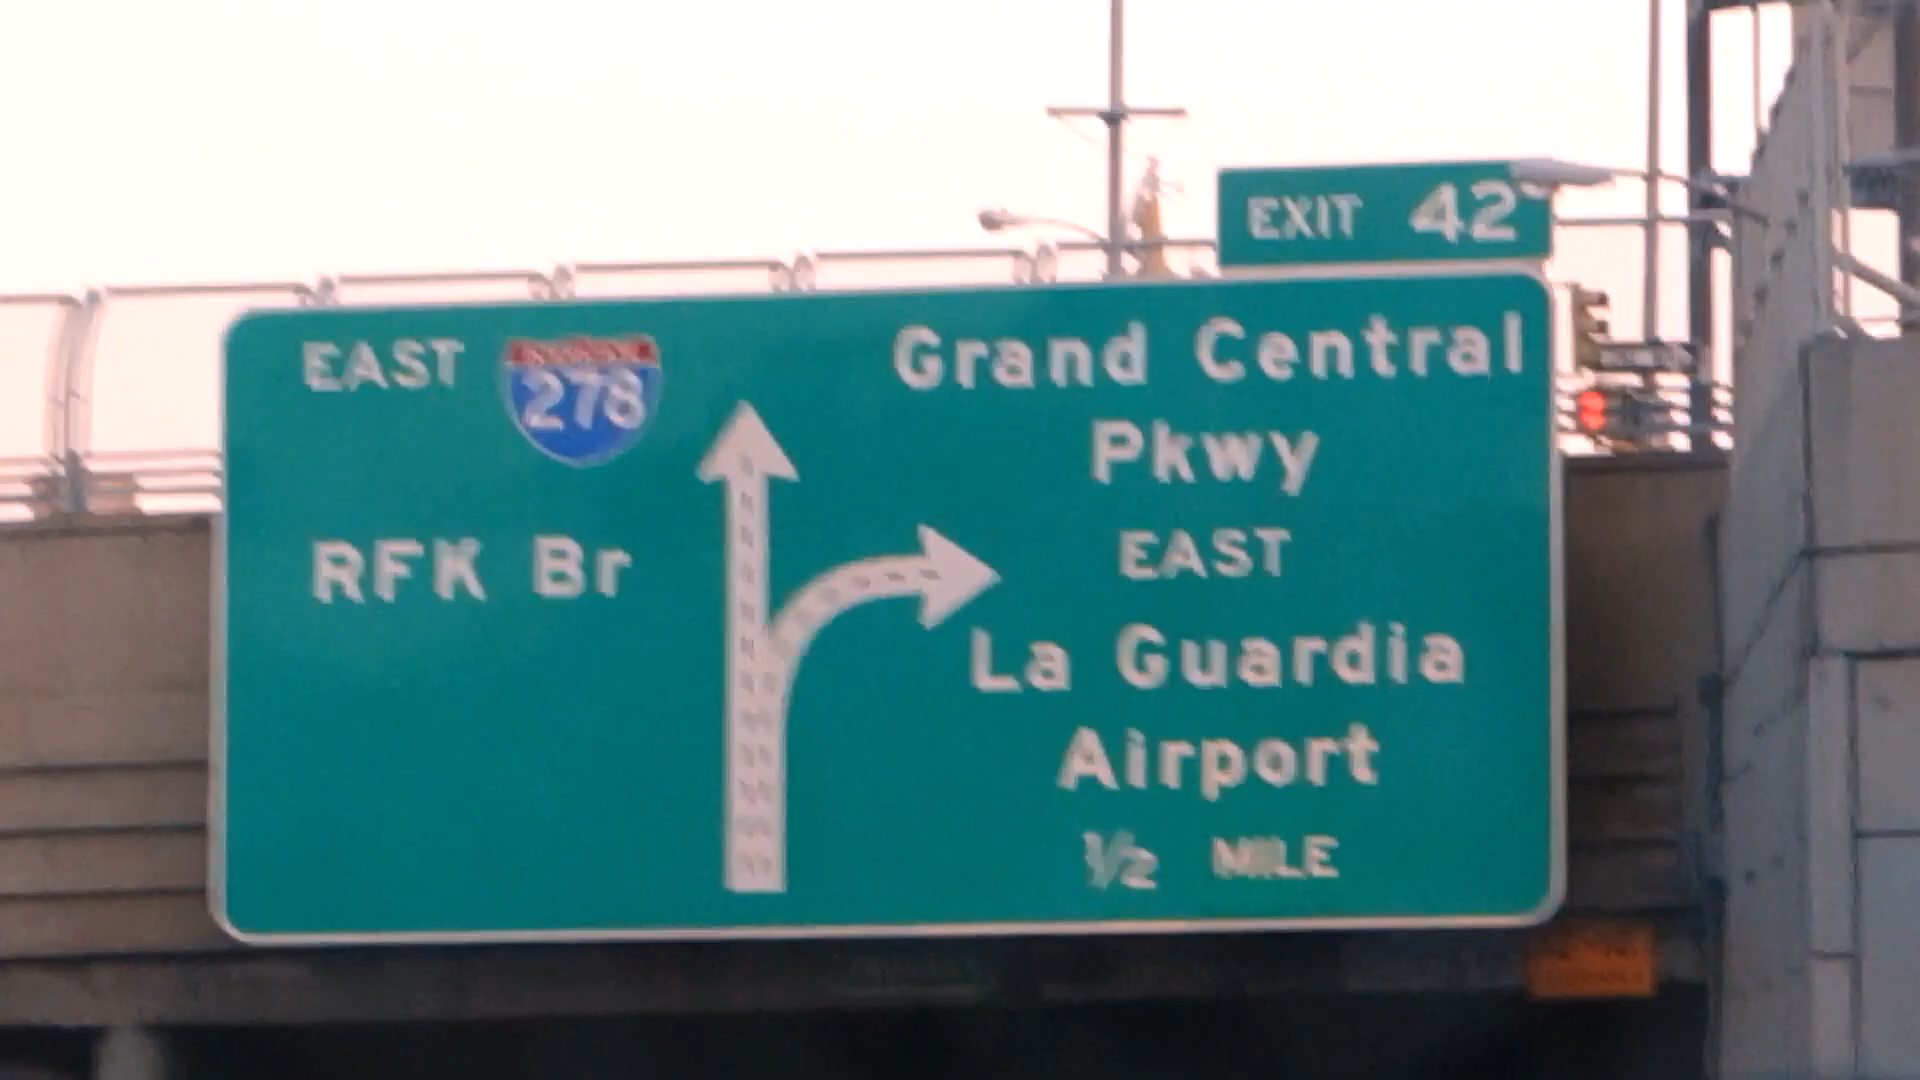 EXIT 42
EAST 278
RFK Br
Grand Central
Pkwy
EAST
La Guardia
Airport
1/2 MILE